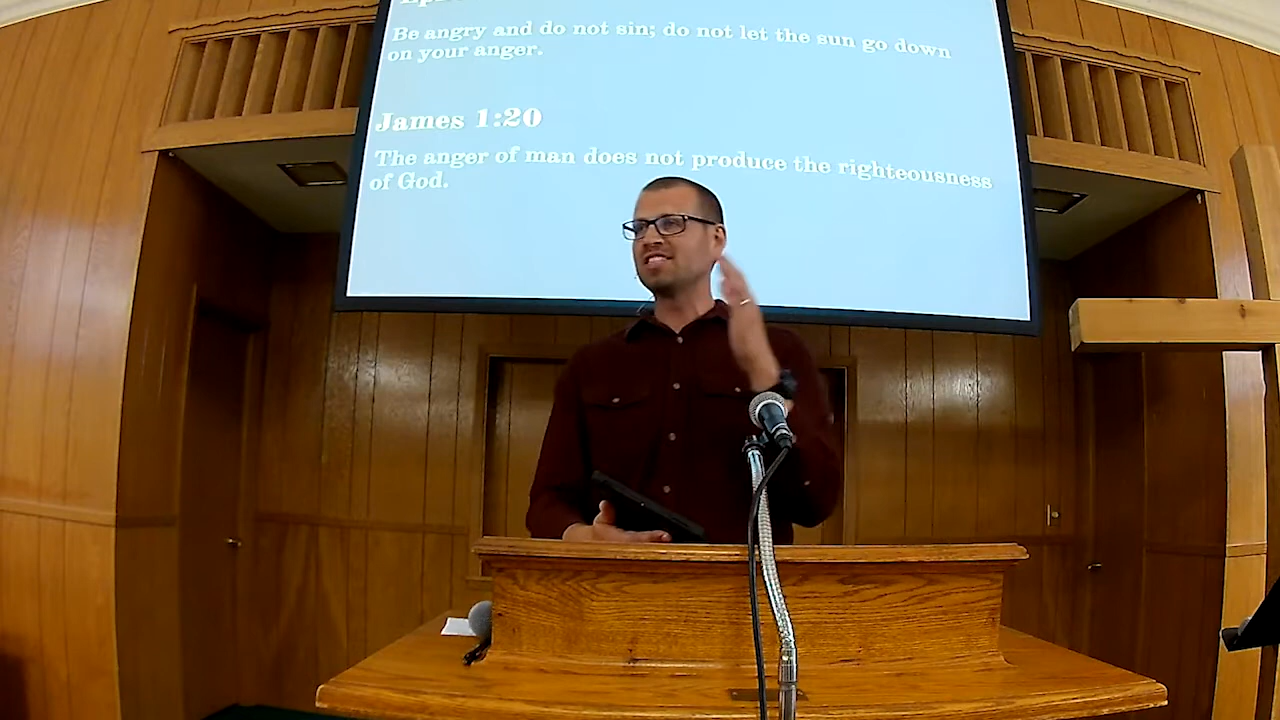 Be angry and do not sin; do not let the sun go down
on your anger.
James 1:20
The anger of man does not produce the righteousness
of God.